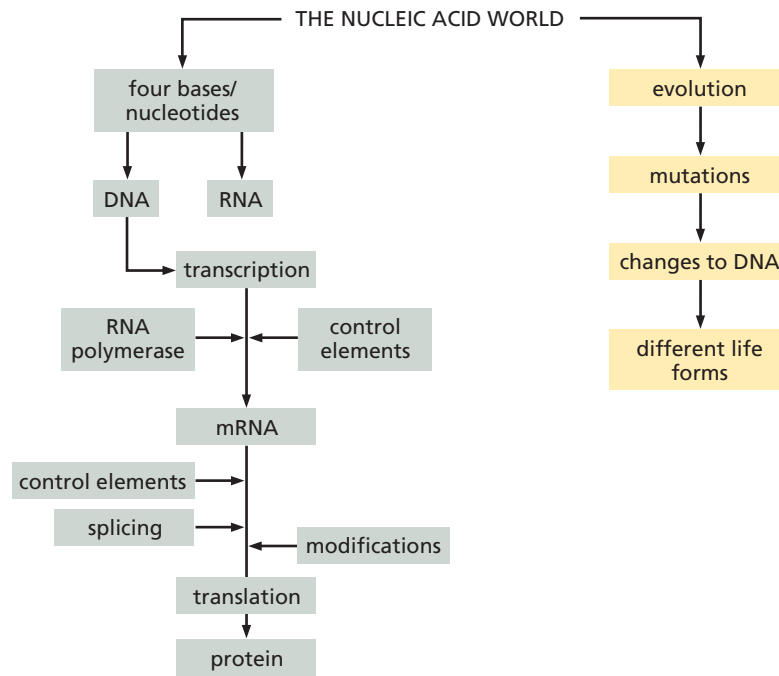 THE NUCLEIC ACID WORLD
four bases/
nucleotides
DNA
RNA
transcription
RNA
polymerase
control
elements
mRNA
control elements
splicing
modifications
translation
protein
evolution
mutations
changes to DNA
different life
forms